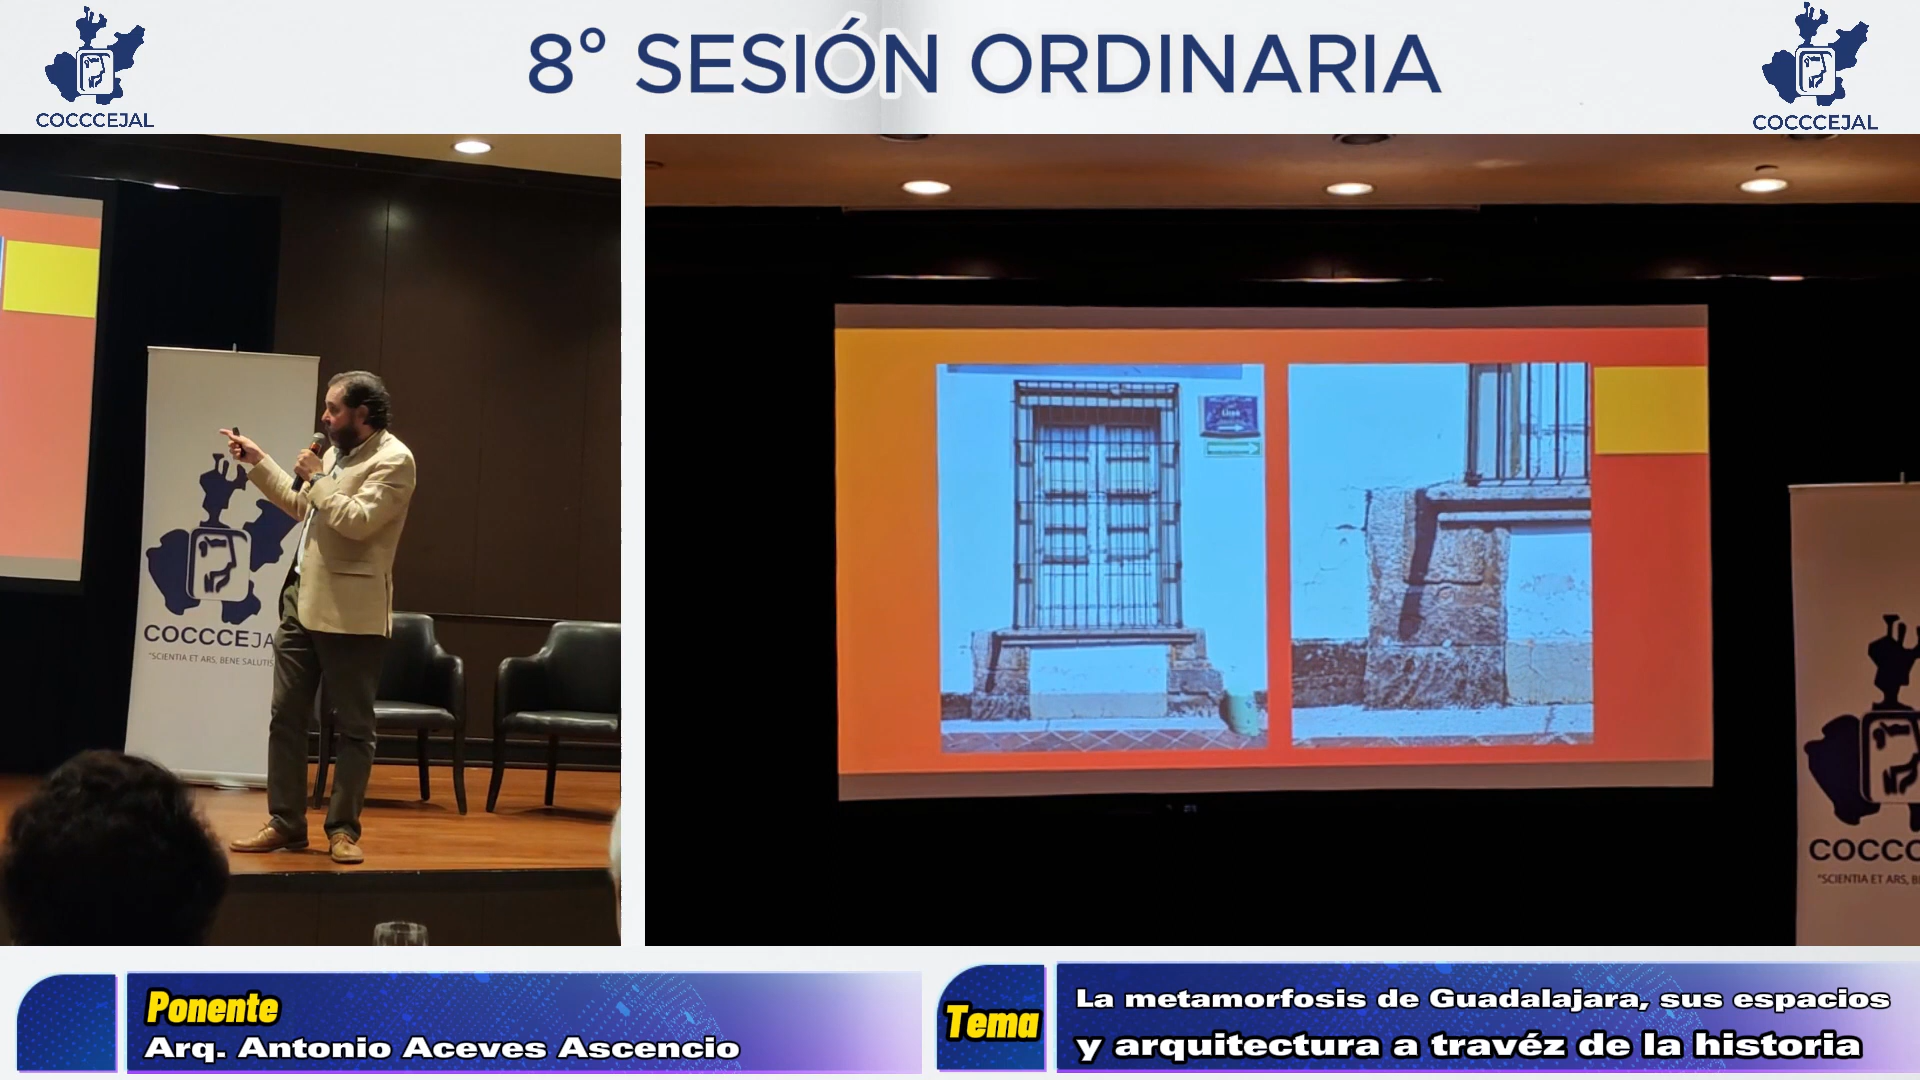 8° SESIÓN ORDINARIA
COCCCEJAL
COCCCEJAL
COCCCEJA
"SCIENTIA ET ARS, BENE SALUTIS
COCCC
"SCIENTIA ET ARS, B
Ponente
Arq. Antonio Aceves Ascencio
Tema
La metamorfosis de Guadalajara, sus espacios
y arquitectura a travéz de la historia